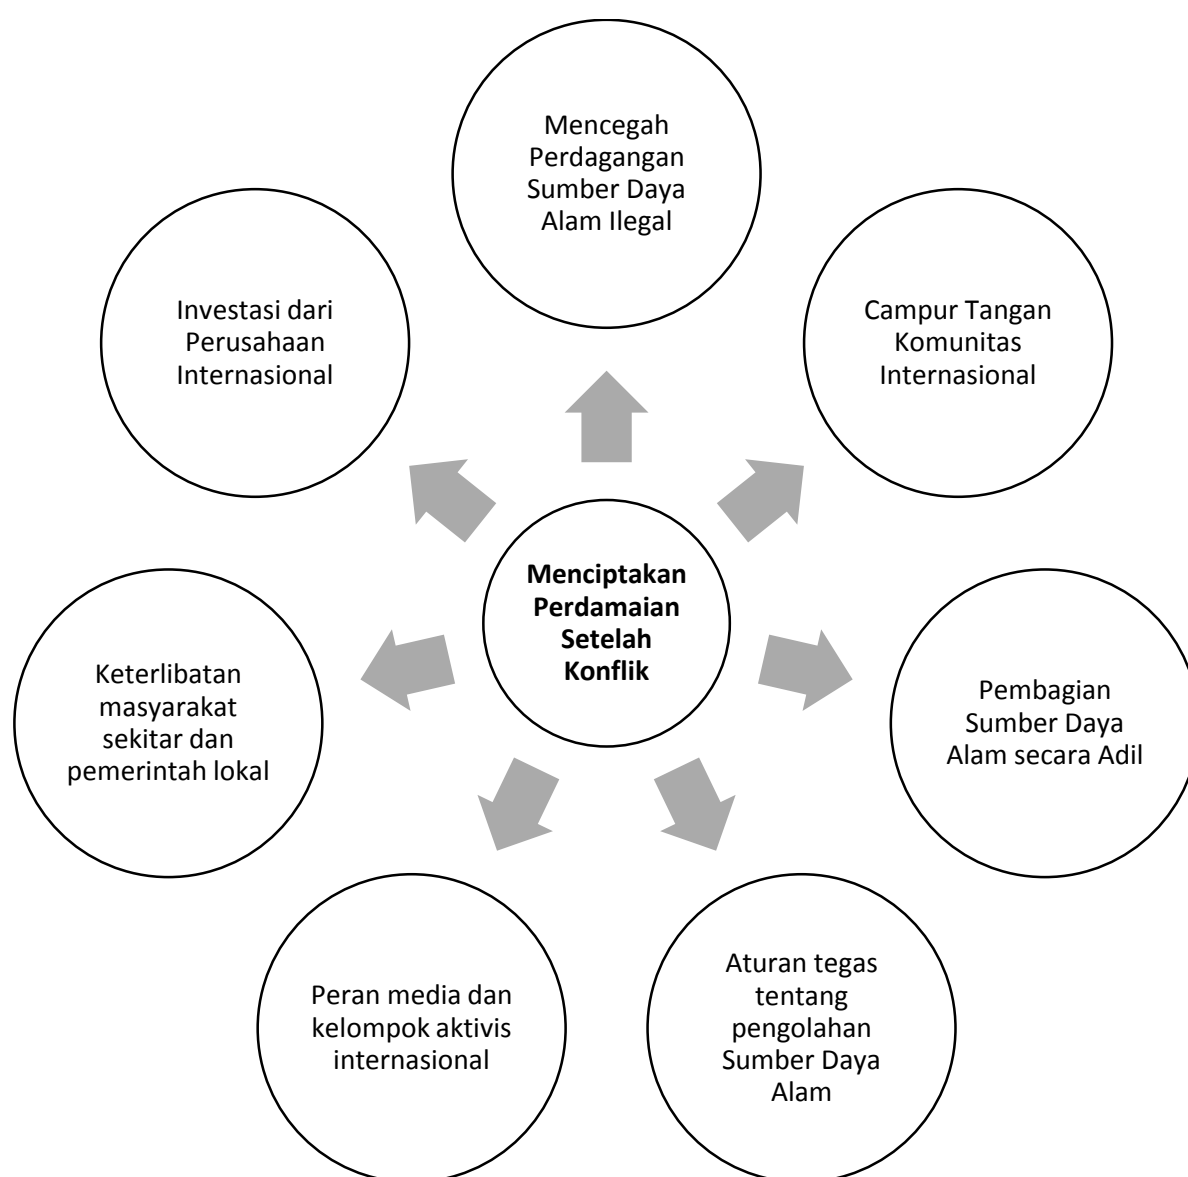 Mencegah
Perdagangan
Sumber Daya
Alam Ilegal
Campur Tangan
Komunitas
Internasional
Pembagian
Sumber Daya
Alam secara Adil
Aturan tegas
tentang
pengolahan
Sumber Daya
Alam
Peran media dan
kelompok aktivis
internasional
Keterlibatan
masyarakat
sekitar dan
pemerintah lokal
Investasi dari
Perusahaan
Internasional
Menciptakan
Perdamaian
Setelah
Konflik